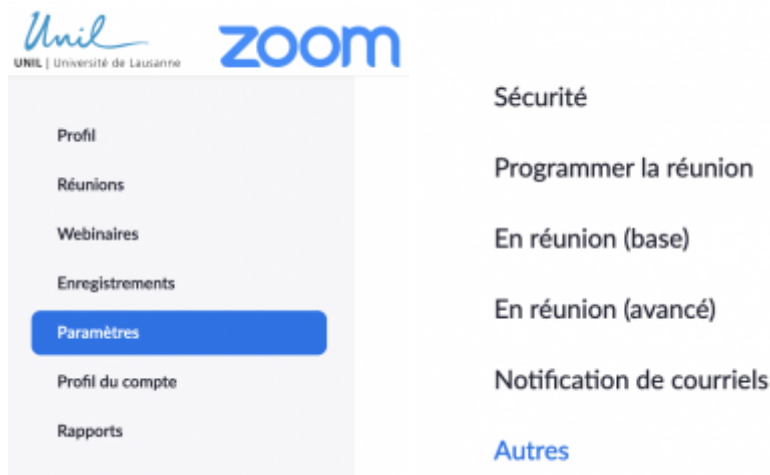 Unil
UNIL | Université de Lausanne
zoom
Profil
Réunions
Webinaires
Enregistrements
Paramètres
Profil du compte
Rapports
Sécurité
Programmer la réunion
En réunion (base)
En réunion (avancé)
Notification de courriels
Autres